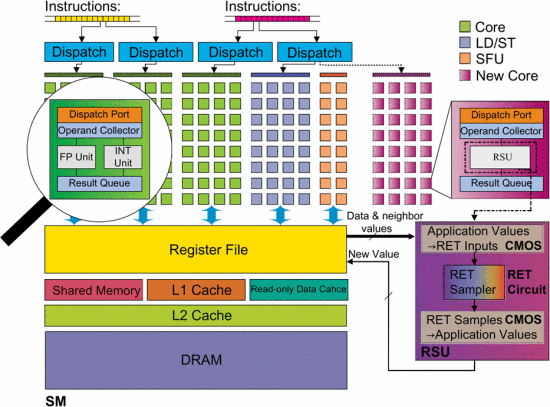 Instructions:
Instructions:
Dispatch
Dispatch
Dispatch
Dispatch
Core
LD/ST
SFU
New Core
Dispatch Port
Operand Collector
FP Unit
INT
Unit
Result Queue
Dispatch Port
Operand Collector
RSU
Result Queue
Data & neighbor
values
New Value
Register File
Shared Memory
L1 Cache
Read-only Data Cahce
L2 Cache
DRAM
SM
Application Values
→RET Inputs CMOS
RET
Sampler
RET
Circuit
RET Samples CMOS
→Application Values
RSU